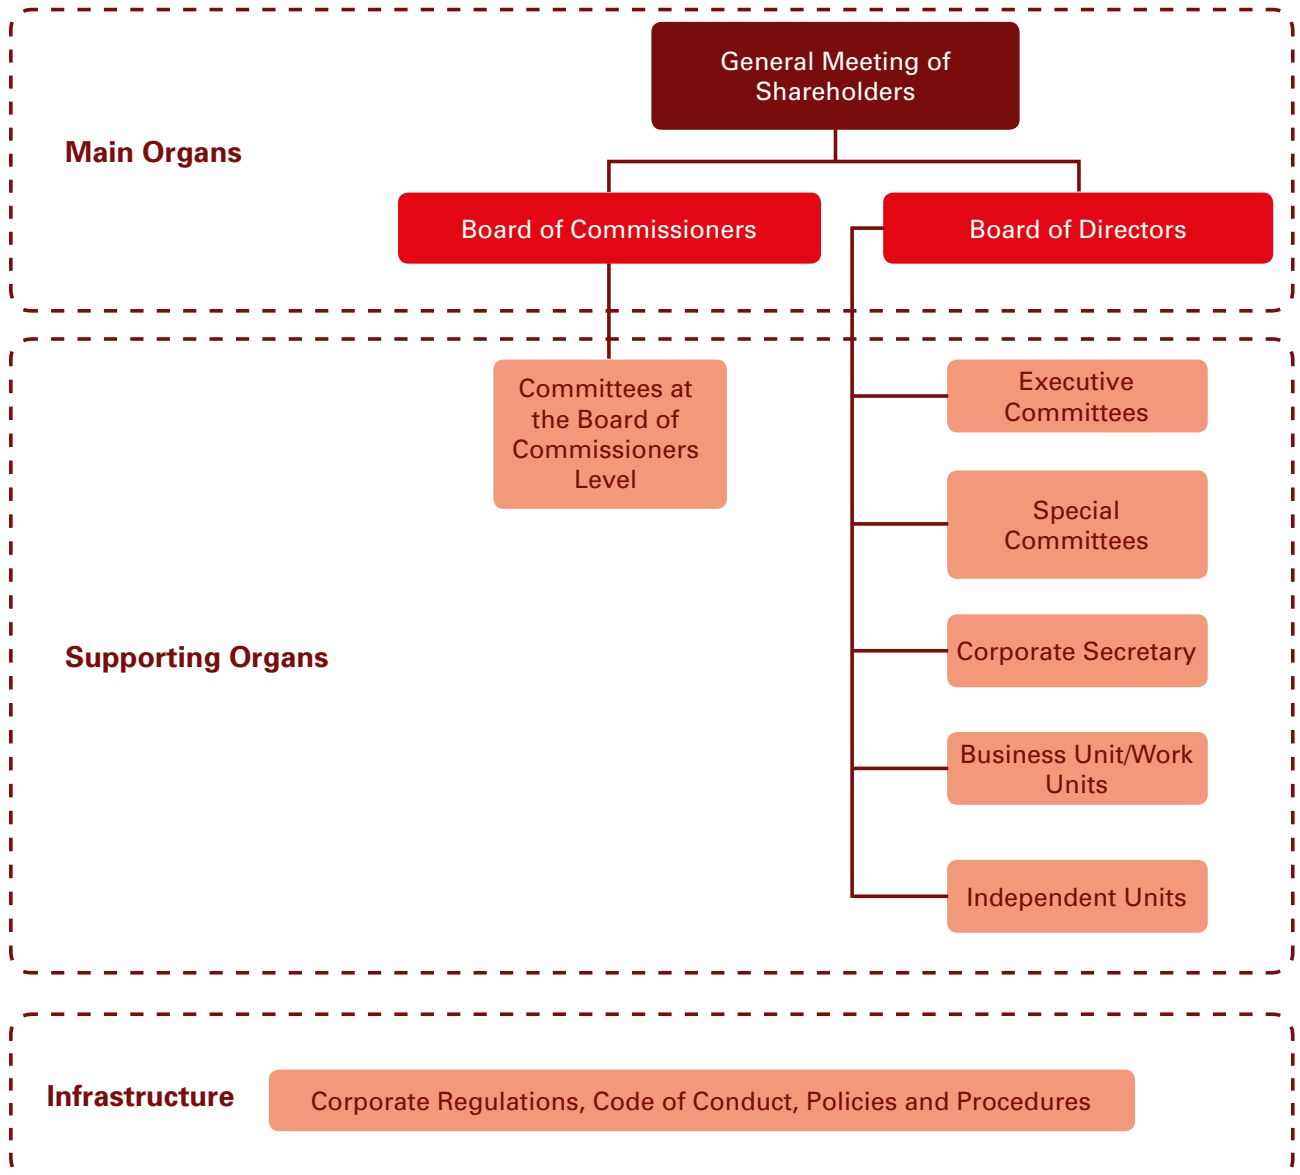 General Meeting of
Shareholders
Main Organs
Board of Commissioners
Board of Directors
Committees at
the Board of
Commissioners
Level
Executive
Committees
Special
Committees
Supporting Organs
Corporate Secretary
Business Unit/Work
Units
Independent Units
Infrastructure
Corporate Regulations, Code of Conduct, Policies and Procedures